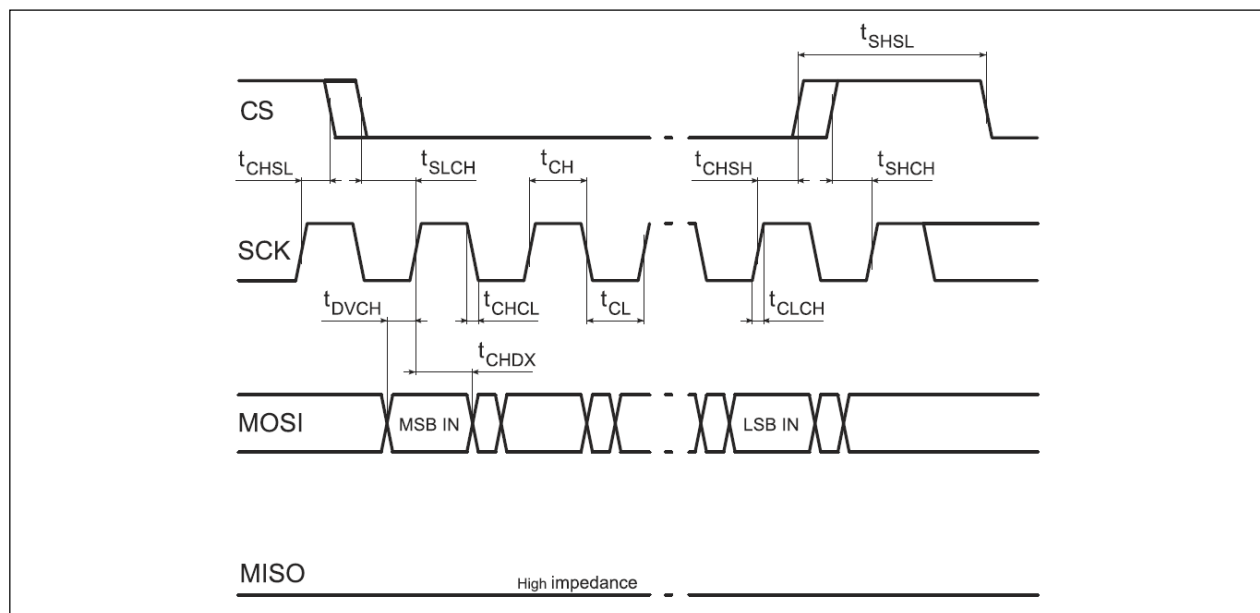 tSHSL
CS
tCHSL
tSLCH
tCH
tCHSH
tSHCH
SCK
tDVCH
tCHCL
tCL
tCLCH
tCHDX
MOSI
MSB IN
LSB IN
MISO
High impedance